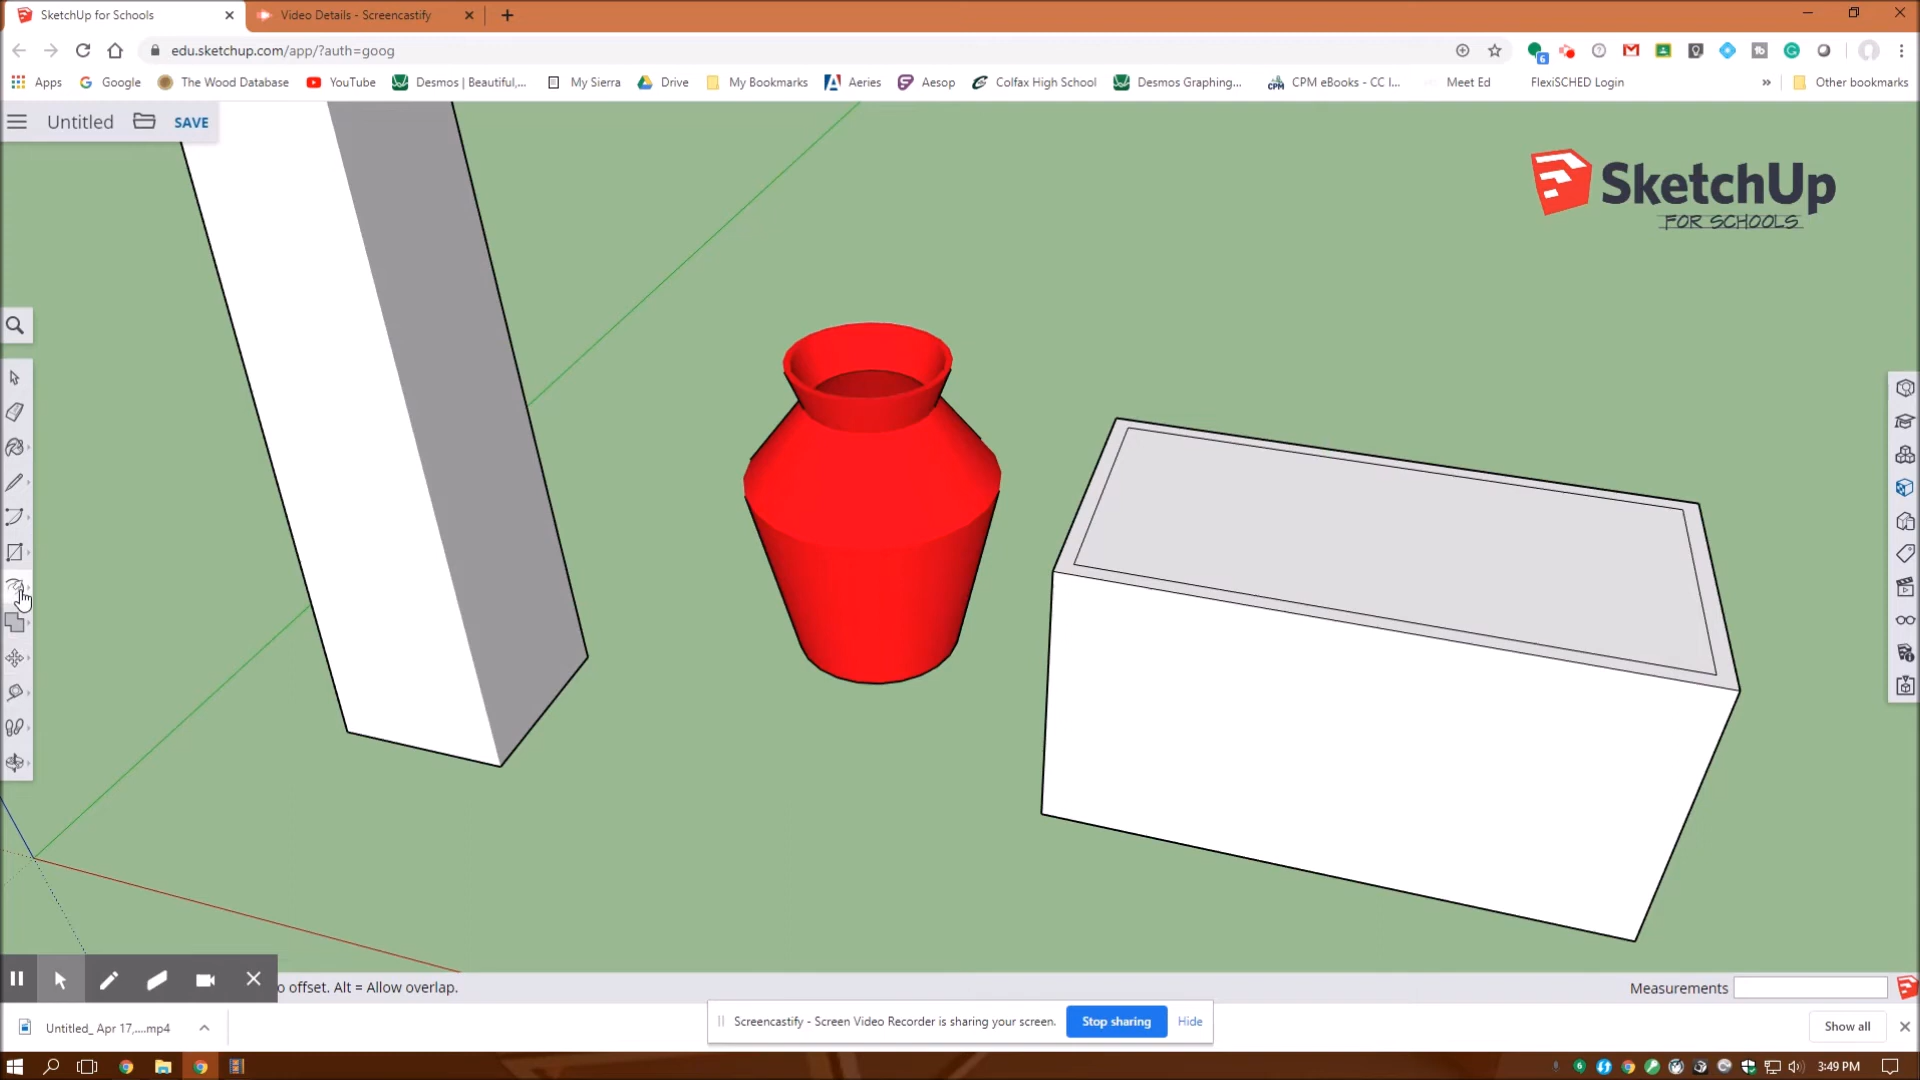 SketchUp for Schools
Video Details - Screencastify
edu.sketchup.com/app/?auth=goog
6
Apps
Google
The Wood Database
YouTube
Desmos | Beautiful,...
My Sierra
Drive
My Bookmarks
Aeries
Aesop
Colfax High School
Desmos Graphing...
CPM
CPM eBooks - CC I...
Meet Ed
FlexiSCHED Login
»
Other bookmarks
Untitled
SAVE
SketchUp
FOR SCHOOLS
o offset. Alt = Allow overlap.
Measurements
Untitled_ Apr 17,....mp4
Screencastify - Screen Video Recorder is sharing your screen.
Stop sharing
Hide
Show all
3:49 PM